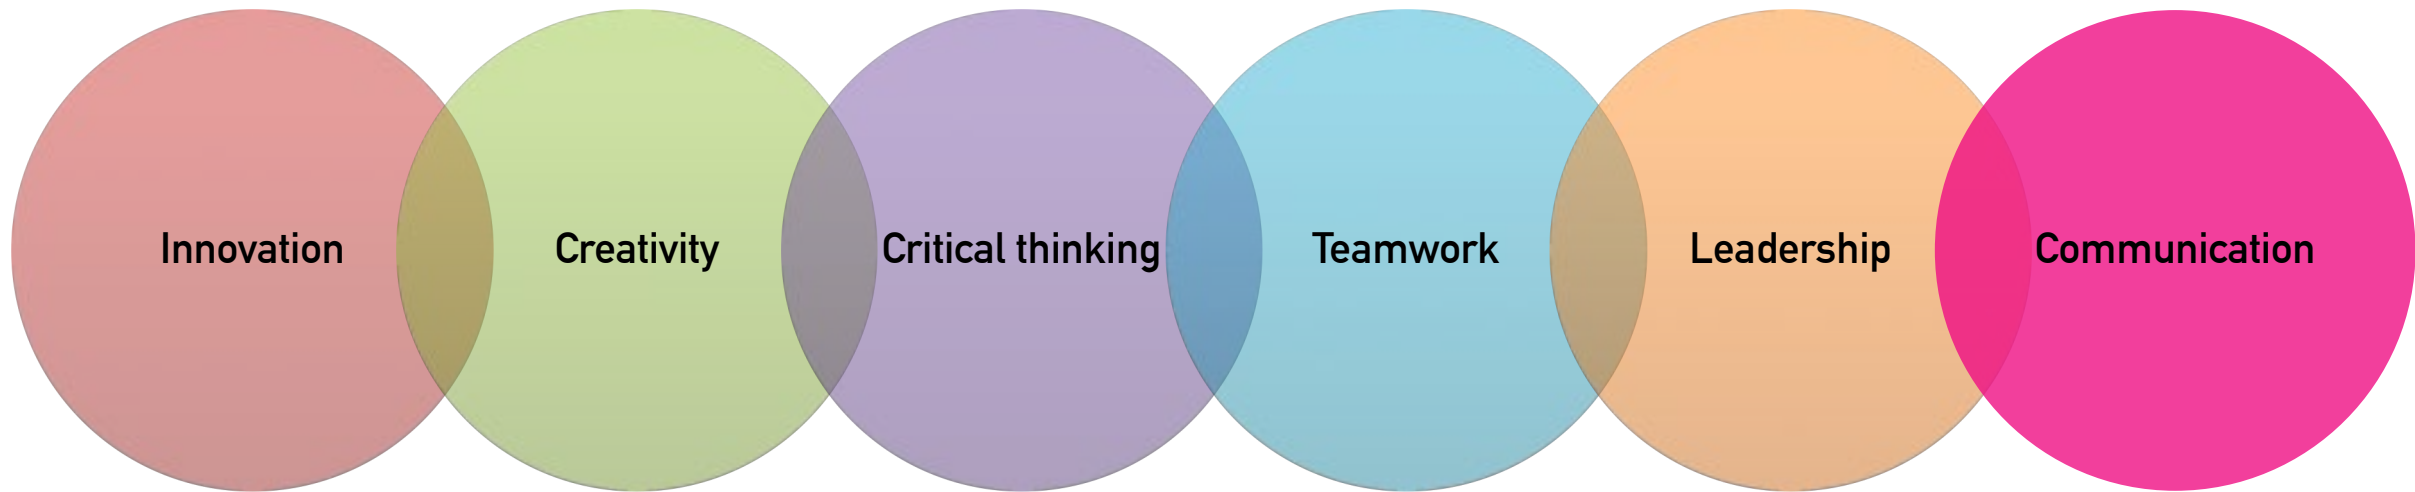 Innovation
Creativity
Critical thinking
Teamwork
Leadership
Communication